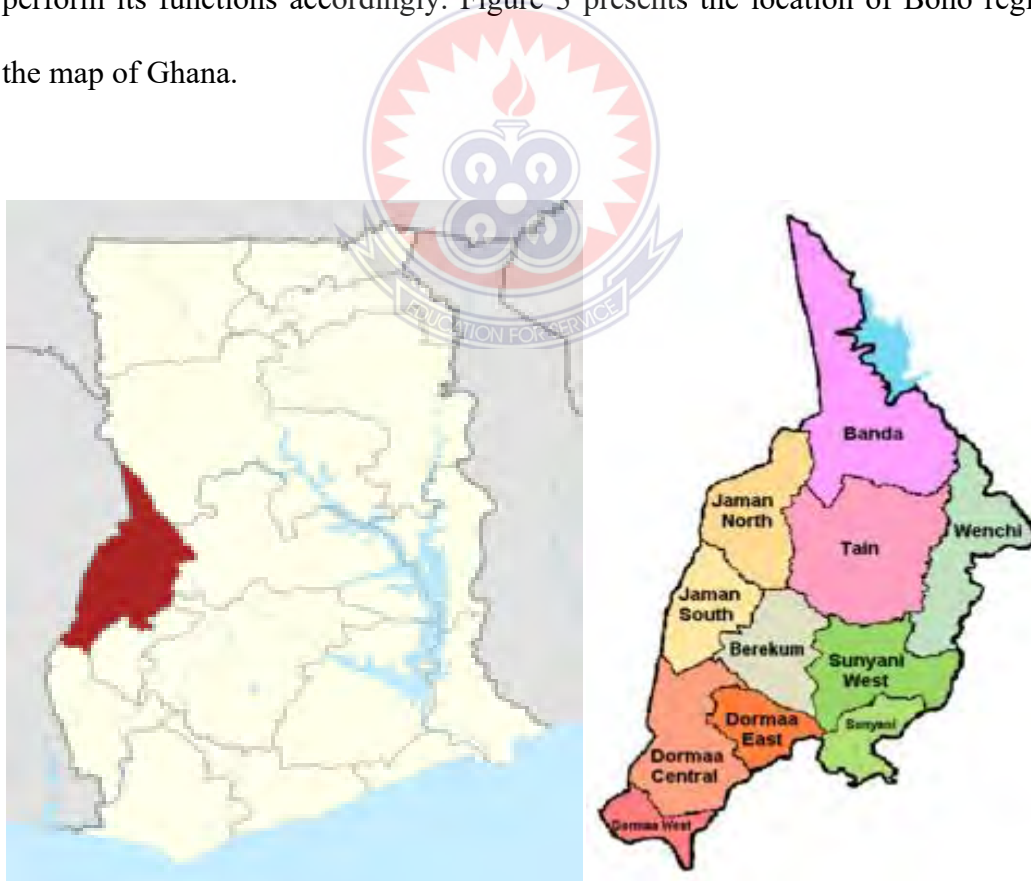 perform its functions accordingly. Figure 3 presents the location of Bono
the map of Ghana.
EDUCATION FOR SERVICE
Banda
Jaman
North
Wenchi
Tain
Jaman
South
Berekum
Sunyani
West
Sunyani
Dormaa
East
Dormaa
Central
Dormaa West